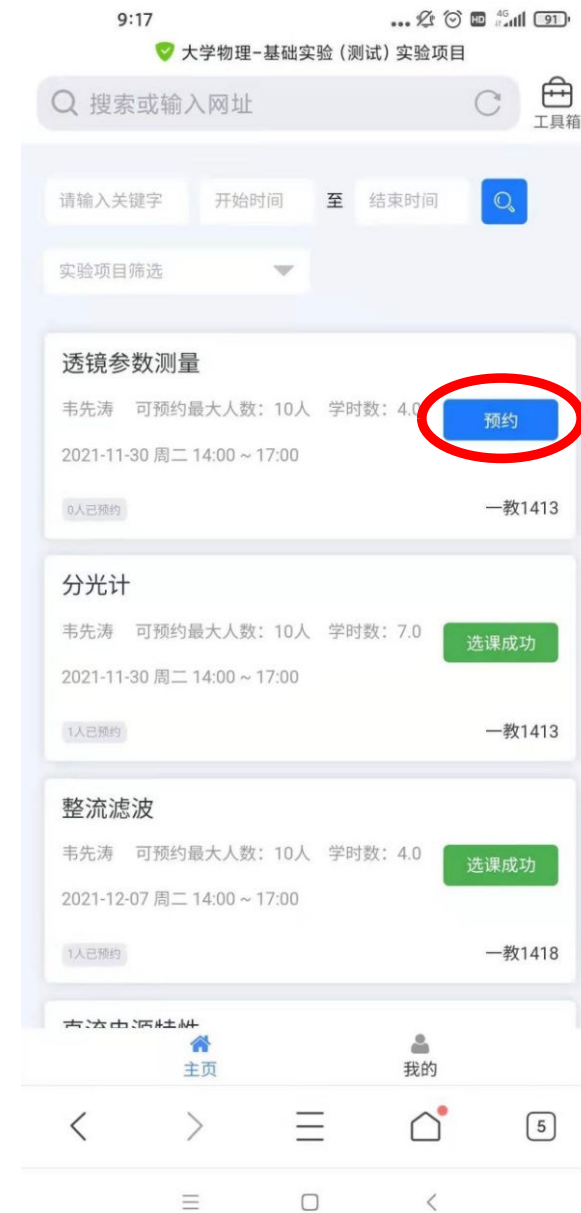 9:17
... HD 4G 91
大学物理-基础实验 (测试) 实验项目
搜索或输入网址
工具箱
请输入关键字 开始时间 至 结束时间
实验项目筛选
透镜参数测量
韦先涛 可预约最大人数：10人 学时数：4.0
预约
2021-11-30 周二 14:00 ~ 17:00
0人已预约 一教1413
分光计
韦先涛 可预约最大人数：10人 学时数：7.0
选课成功
2021-11-30 周二 14:00 ~ 17:00
1人已预约 一教1413
整流滤波
韦先涛 可预约最大人数：10人 学时数：4.0
选课成功
2021-12-07 周二 14:00 ~ 17:00
1人已预约 一教1418
直流电源特性
主页 我的
5